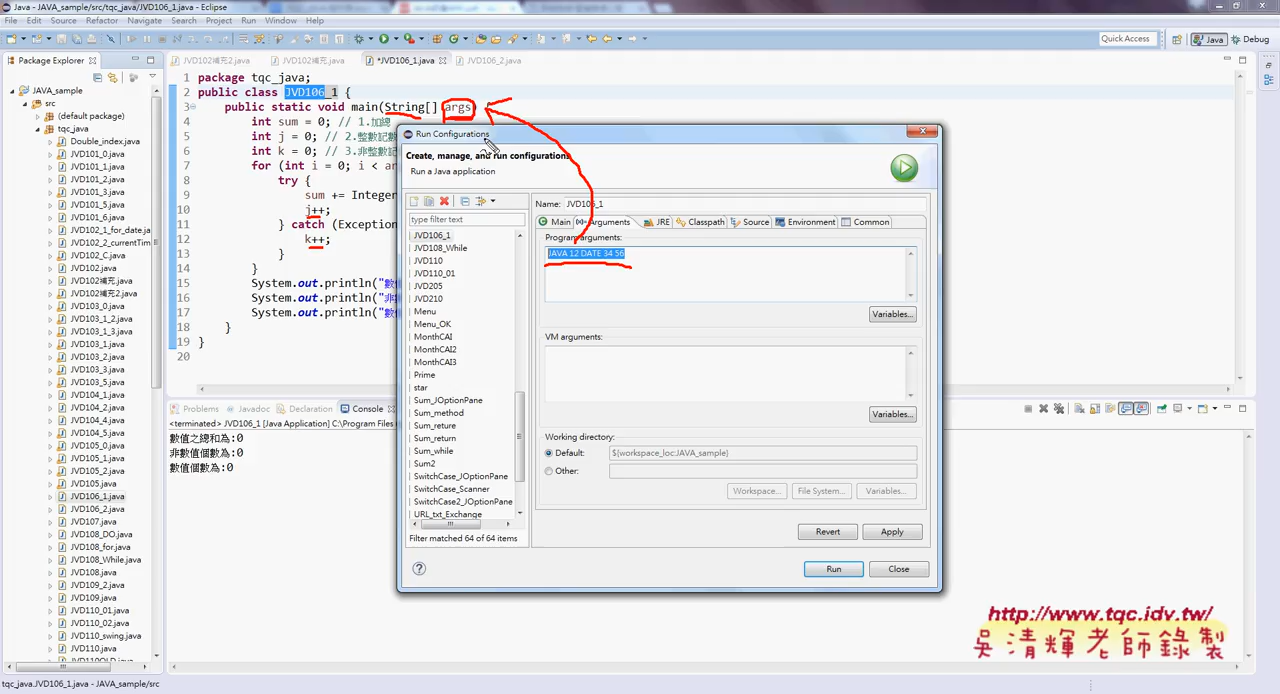 Java - JAVA_sample/src/tqc_java/JVD106_1.java - Eclipse
File Edit Source Refactor Navigate Search Project Run Window Help
Quick Access Java Debug
Package Explorer
JVD102補充2.java JVD102補充.java *JVD106_1.java JVD106_2.java
JAVA_sample
src
(default package)
tqc_java
Double_index.java
JVD101_0.java
JVD101_1.java
JVD101_2.java
JVD101_3.java
JVD101_5.java
JVD101_6.java
JVD102_1_for_date.ja
JVD102_2_currentTim
JVD102_C.java
JVD102.java
JVD102補充.java
JVD102補充2.java
JVD103_0.java
JVD103_1_2.java
JVD103_1_3.java
JVD103_1.java
JVD103_2.java
JVD103_3.java
JVD103_5.java
JVD104_1.java
JVD104_2.java
JVD104_4.java
JVD104_5.java
JVD105_0.java
JVD105_1.java
JVD105_2.java
JVD105.java
JVD106_1.java
JVD106_2.java
JVD107.java
JVD108_DO.java
JVD108_for.java
JVD108_While.java
JVD108.java
JVD109_2.java
JVD109.java
JVD110_01.java
JVD110_02.java
JVD110_swing.java
JVD110.java
1 package tqc_java;
2 public class JVD106_1 {
3 public static void main(String[] args) {
4 int sum = 0; // 1.加總
5 int j = 0; // 2.整數記
6 int k = 0; // 3.非整數記
7 for (int i = 0; i < ar
8 try {
9 sum += Integer
10 j++;
11 } catch (Exception
12 k++;
13 }
14 }
15 System.out.println("數值
16 System.out.println("非
17 System.out.println("數
18 }
19 }
20
Problems Javadoc Declaration Console
<terminated> JVD106_1 [Java Application] C:\Program Files
數值之總和為:0
非數值個數為:0
數值個數為:0
Run Configurations
Create, manage, and run configurations
Run a Java application
type filter text
JVD106_1
JVD108_While
JVD110
JVD110_01
JVD205
JVD210
Menu
Menu_OK
MonthCAI
MonthCAI2
MonthCAI3
Prime
star
Sum_JOptionPane
Sum_method
Sum_reture
Sum_return
Sum_while
Sum2
SwitchCase_JOptionPane
SwitchCase_Scanner
SwitchCase2_JOptionPane
URL_txt_Exchange
Filter matched 64 of 64 items
Name: JVD106_1
Main Arguments JRE Classpath Source Environment Common
Program arguments:
JAVA 12 DATE 34 56
Variables...
VM arguments:
Variables...
Working directory:
Default: ${workspace_loc:JAVA_sample}
Other:
Workspace... File System... Variables...
Revert Apply
Run Close
http://www.tqc.idv.tw/
吳清輝老師錄製
tqc_java.JVD106_1.java - JAVA_sample/src